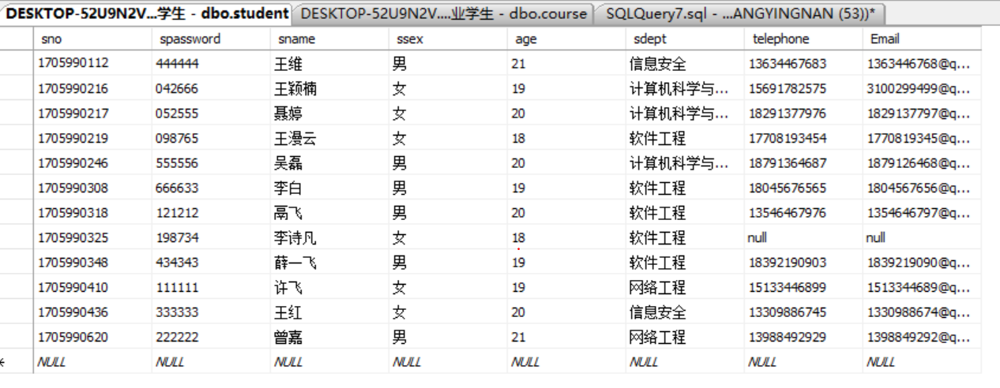 DESKTOP-52U9N2V...学生 - dbo.student DESKTOP-52U9N2V....业学生 - dbo.course SQLQuery7.sql - ...ANGYINGNAN (53))*
sno spassword sname ssex age sdept telephone Email
1705990112 444444 王维 男 21 信息安全 13634467683 1363446768@q...
1705990216 042666 王颖楠 女 19 计算机科学与... 15691782575 3100299499@q...
1705990217 052555 聂婷 女 20 计算机科学与... 18291377976 1829137797@q...
1705990219 098765 王漫云 女 18 软件工程 17708193454 1770819345@q...
1705990246 555556 吴磊 男 20 计算机科学与... 18791364687 1879126468@q...
1705990308 666633 李白 男 19 软件工程 18045676565 1804567656@q...
1705990318 121212 鬲飞 男 20 软件工程 13546467976 1354646797@q...
1705990325 198734 李诗凡 女 18 软件工程 null null
1705990348 434343 薛一飞 男 19 软件工程 18392190903 1839219090@q...
1705990410 111111 许飞 女 19 网络工程 15133446899 1513344689@q...
1705990436 333333 王红 女 20 信息安全 13309886745 1330988674@q...
1705990620 222222 曾嘉 男 21 网络工程 13988492929 1398849292@q...
NULL NULL NULL NULL NULL NULL NULL NULL